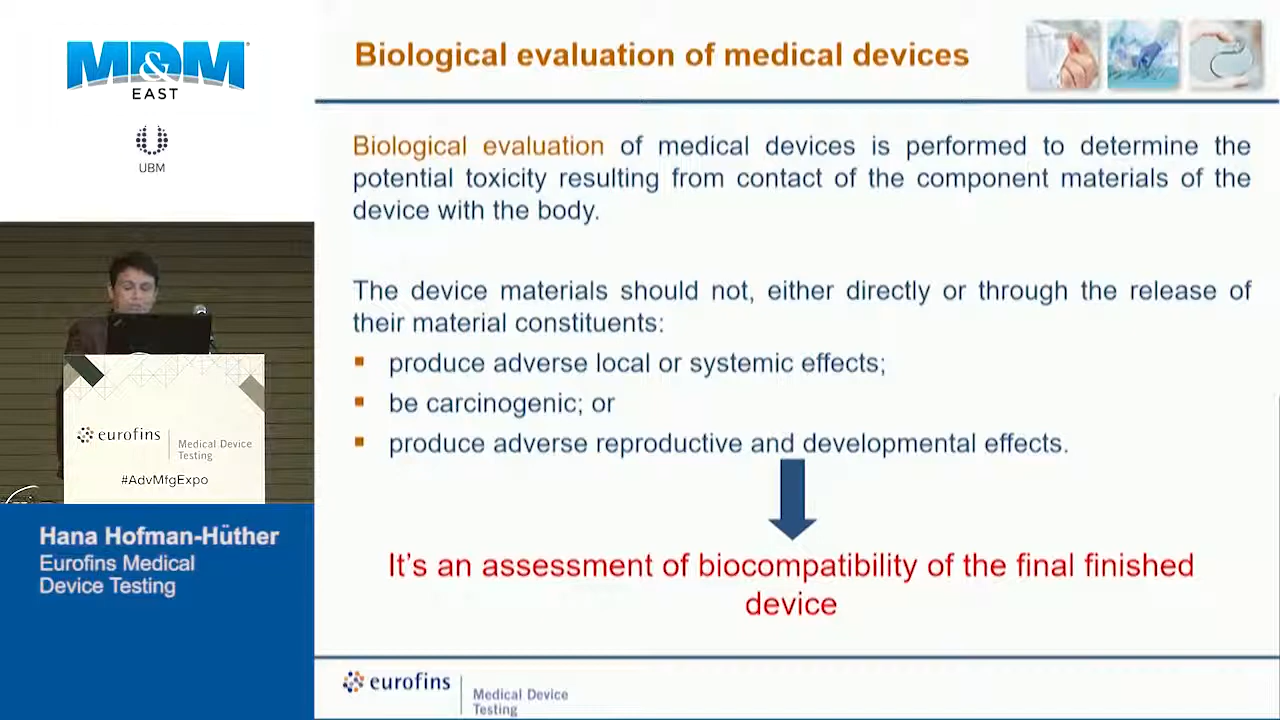 MD&M
EAST
UBM
Biological evaluation of medical devices
Biological evaluation of medical devices is performed to determine the
potential toxicity resulting from contact of the component materials of the
device with the body.
The device materials should not, either directly or through the release of
their material constituents:
produce adverse local or systemic effects;
be carcinogenic; or
produce adverse reproductive and developmental effects.
It's an assessment of biocompatibility of the final finished
device
eurofins
Medical Device
Testing
#AdvMfgExpo
Hana Hofman-Hüther
Eurofins Medical
Device Testing
eurofins
Medical Device
Testing